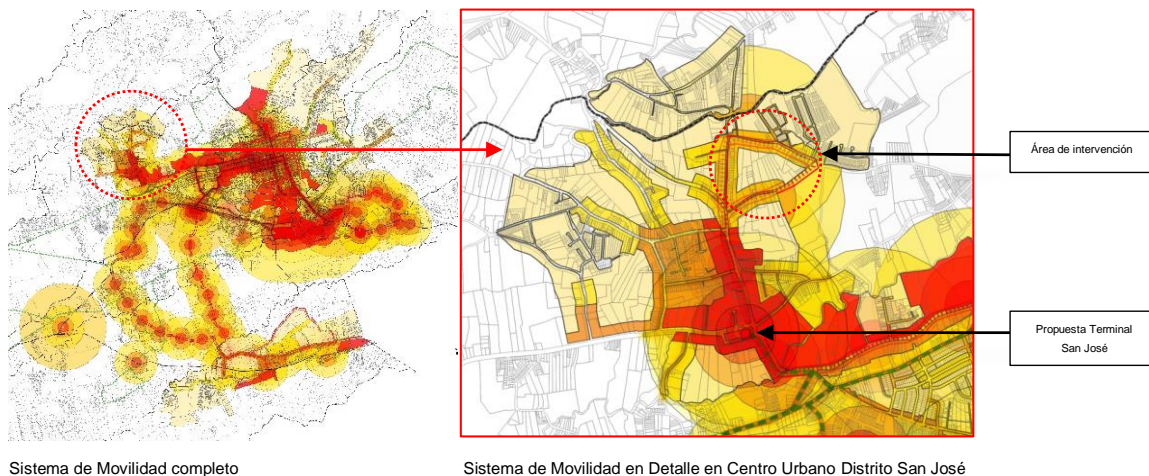 Área de intervención
Propuesta Terminal
San José
Sistema de Movilidad completo
Sistema de Movilidad en Detalle en Centro Urbano Distrito San José